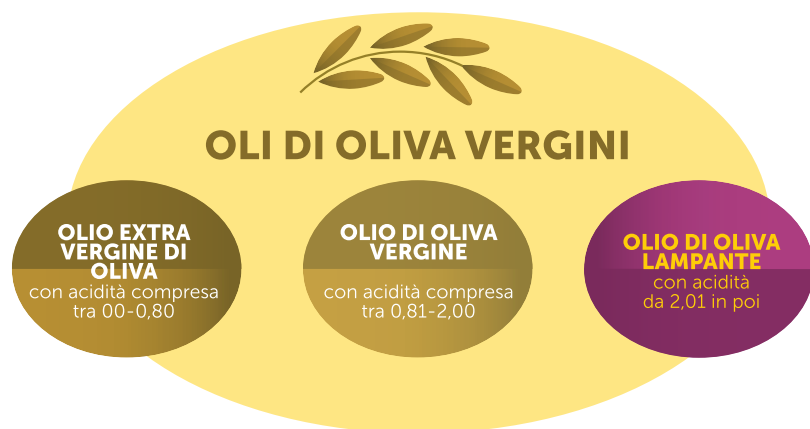 OLI DI OLIVA VERGINI
OLIO EXTRA
VERGINE DI
OLIVA
con acidità compresa
tra 00-0,80
OLIO DI OLIVA
VERGINE
con acidità compresa
tra 0,81-2,00
OLIO DI OLIVA
LAMPANTE
con acidità
da 2,01 in poi